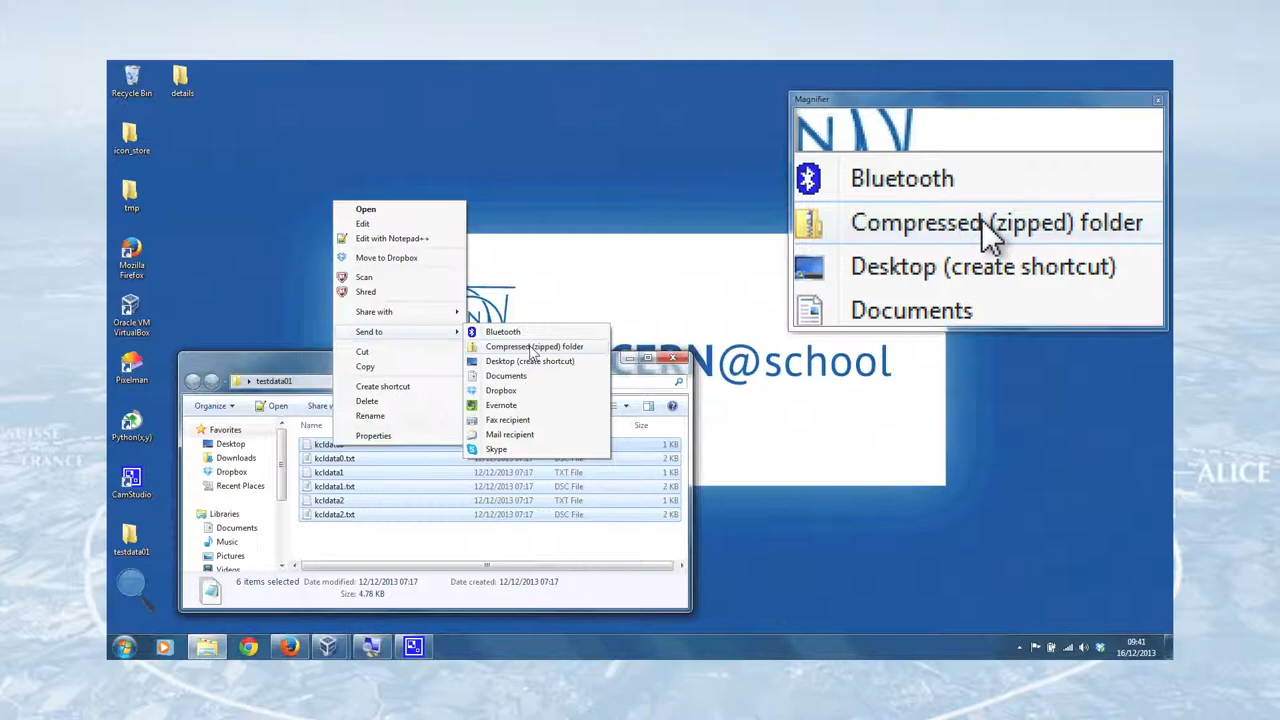 Recycle Bin
details
icon_store
tmp
Mozilla
Firefox
Oracle VM
VirtualBox
Pixelman
Python(x,y)
CamStudio
testdata01
Magnifier
Bluetooth
Compressed (zipped) folder
Desktop (create shortcut)
Documents
Open
Edit
Edit with Notepad++
Move to Dropbox
Scan
Shred
Share with
Send to
Cut
Copy
Create shortcut
Delete
Rename
Properties
Bluetooth
Compressed (zipped) folder
Desktop (create shortcut)
Documents
Dropbox
Evernote
Fax recipient
Mail recipient
Skype
CERN@school
testdata01
Organize
Open
Share w
Favorites
Desktop
Downloads
Dropbox
Recent Places
Libraries
Documents
Music
Pictures
Videos
Name
Size
kcldata0
1 KB
kcldata0.txt 12/12/2013 07:17 DSC File 2 KB
kcldata1 12/12/2013 07:17 TXT File 1 KB
kcldata1.txt 12/12/2013 07:17 DSC File 2 KB
kcldata2 12/12/2013 07:17 TXT File 1 KB
kcldata2.txt 12/12/2013 07:17 DSC File 2 KB
6 items selected Date modified: 12/12/2013 07:17 Date created: 12/12/2013 07:17
Size: 4.78 KB
09:41
16/12/2013
SUISSE
FRANCE
ALICE